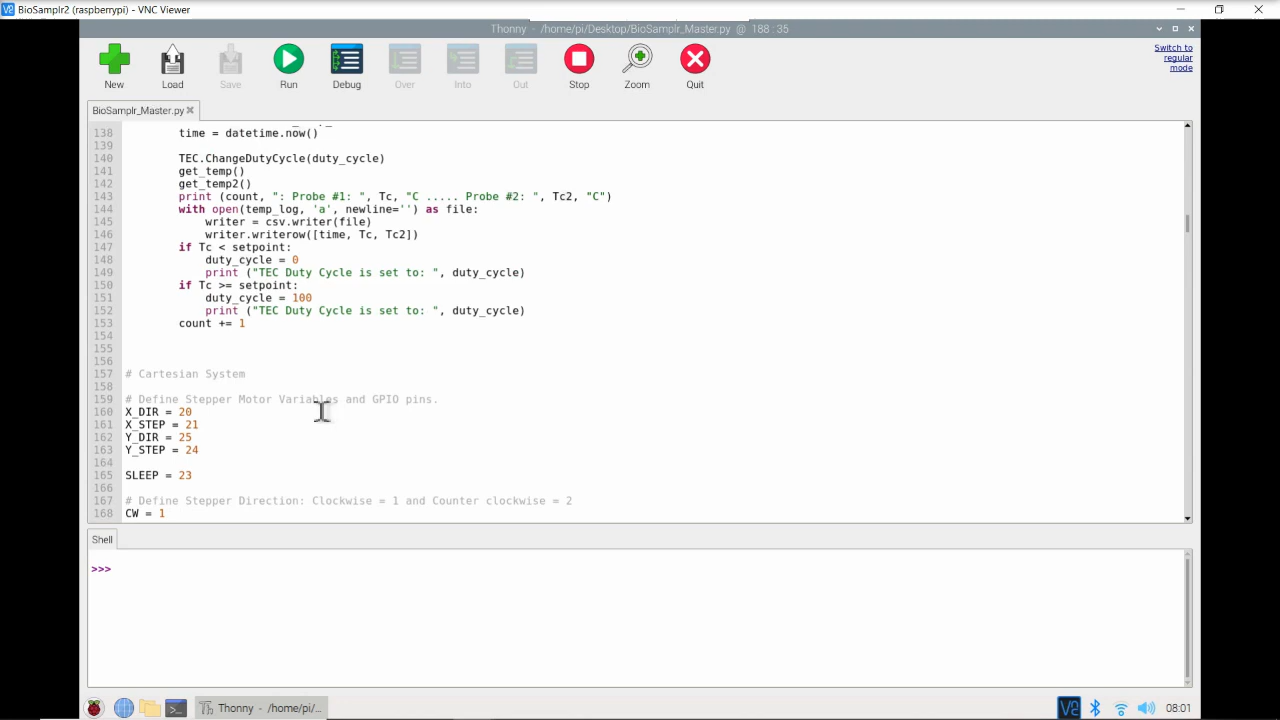 BioSamplr2 (raspberrypi) - VNC Viewer
Thonny - /home/pi/Desktop/BioSamplr_Master.py @ 188 : 35
New Load Save Run Debug Over Into Out Stop Zoom Quit
Switch to
regular
mode
BioSamplr_Master.py
138 time = datetime.now()
139
140 TEC.ChangeDutyCycle(duty_cycle)
141 get_temp()
142 get_temp2()
143 print (count, ": Probe #1: ", Tc, "C ..... Probe #2: ", Tc2, "C")
144 with open(temp_log, 'a', newline='') as file:
145 writer = csv.writer(file)
146 writer.writerow([time, Tc, Tc2])
147 if Tc < setpoint:
148 duty_cycle = 0
149 print ("TEC Duty Cycle is set to: ", duty_cycle)
150 if Tc >= setpoint:
151 duty_cycle = 100
152 print ("TEC Duty Cycle is set to: ", duty_cycle)
153 count += 1
154
155
156
157 # Cartesian System
158
159 # Define Stepper Motor Variables and GPIO pins.
160 X_DIR = 20
161 X_STEP = 21
162 Y_DIR = 25
163 Y_STEP = 24
164
165 SLEEP = 23
166
167 # Define Stepper Direction: Clockwise = 1 and Counter clockwise = 2
168 CW = 1
Shell
>>>
Thonny - /home/pi/...
08:01